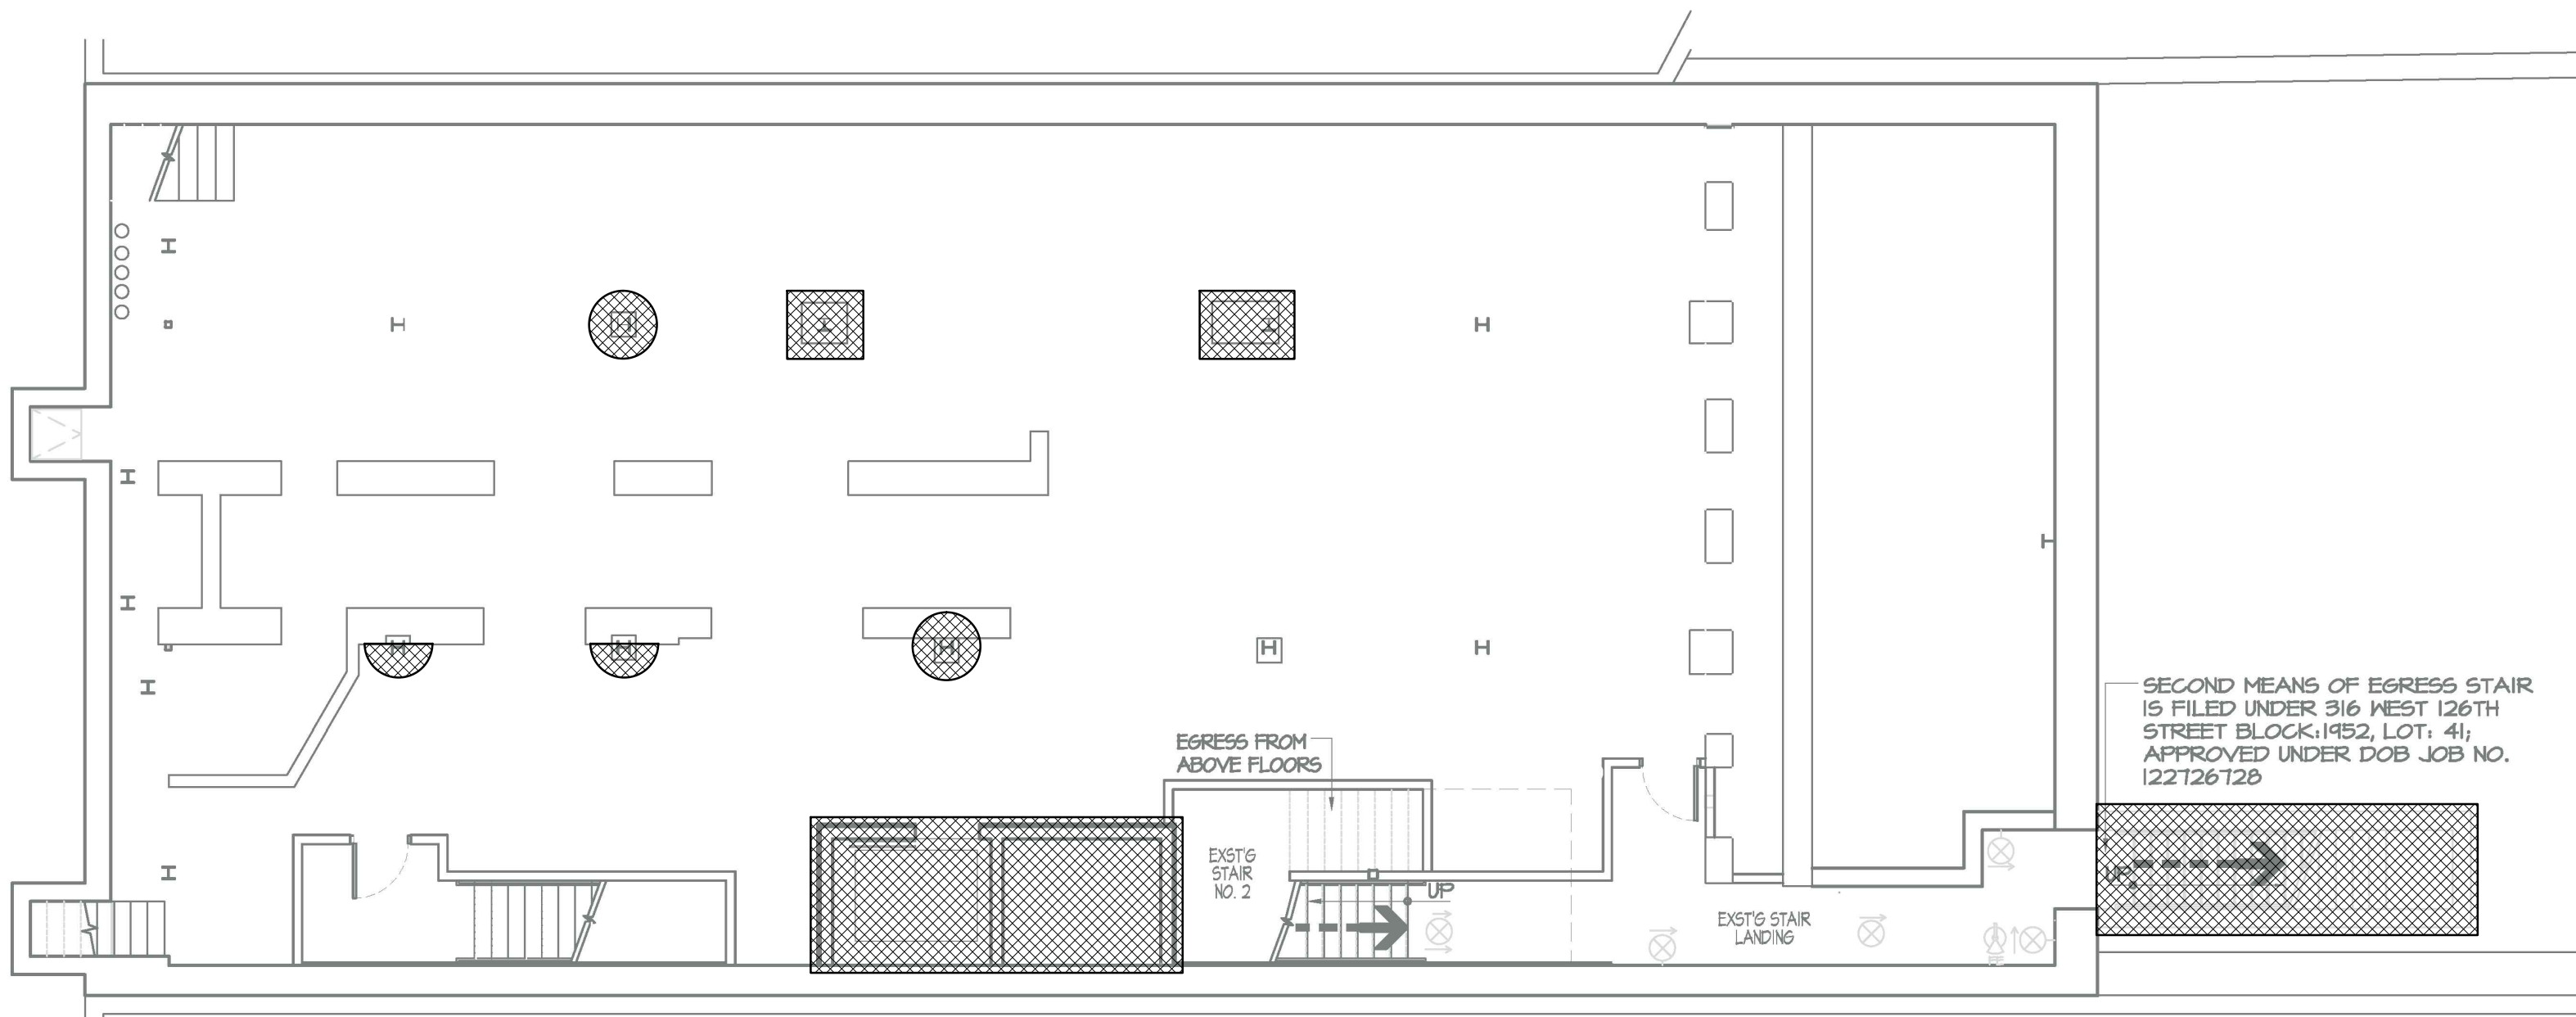 SECOND MEANS OF EGRESS STAIR
IS FILED UNDER 316 WEST 126TH
STREET BLOCK:1952, LOT: 41;
APPROVED UNDER DOB JOB NO.
122726728
EGRESS FROM
ABOVE FLOORS
EXST'G
STAIR
NO. 2
UP
EXST'G STAIR
LANDING
UP